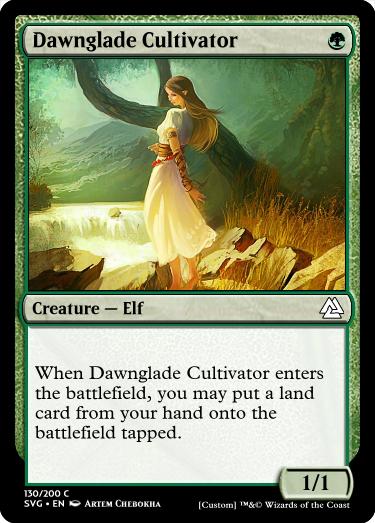 Dawnglade Cultivator
Creature — Elf
When Dawnglade Cultivator enters
the battlefield, you may put a land
card from your hand onto the
battlefield tapped.
1/1
130/200 C
SVG • EN Artem Chebokha
[Custom] ™&© Wizards of the Coast